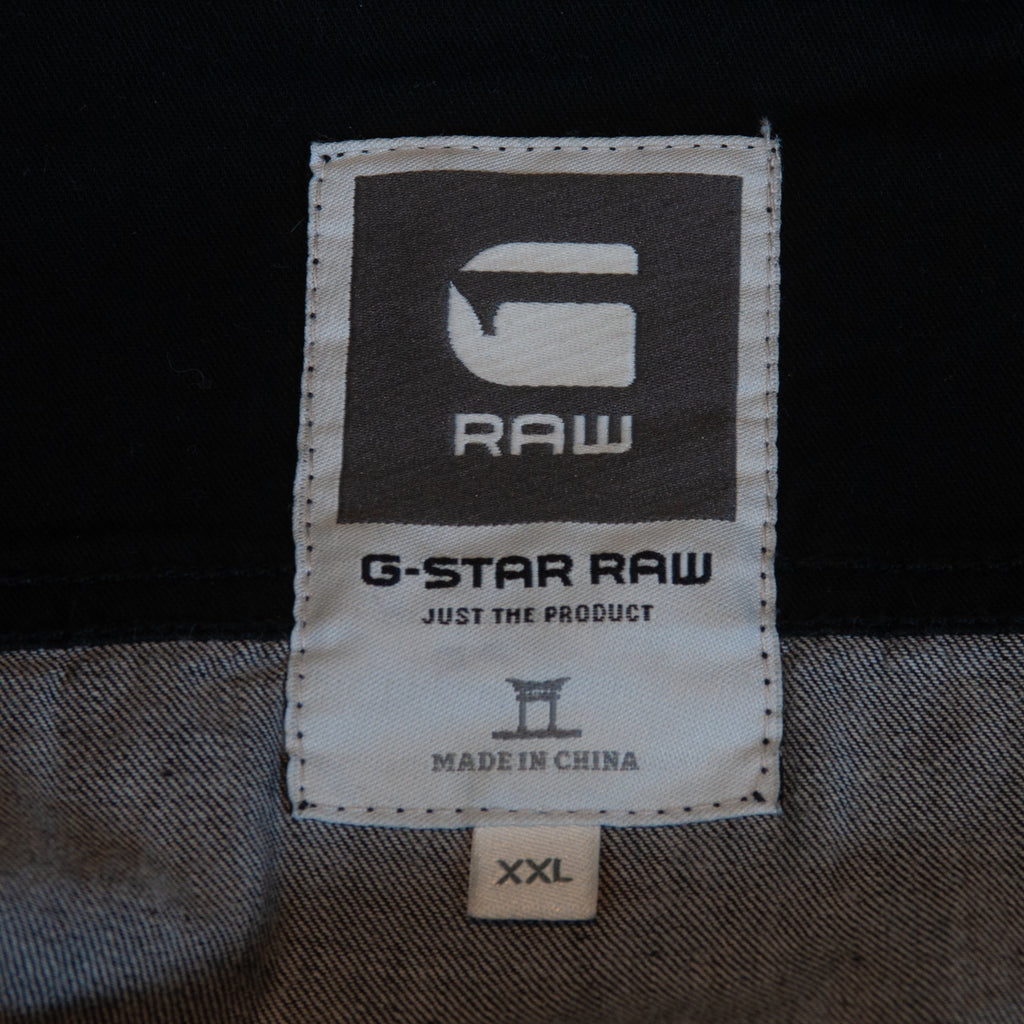 RAW
G-STAR RAW
JUST THE PRODUCT
MADE IN CHINA
XXL